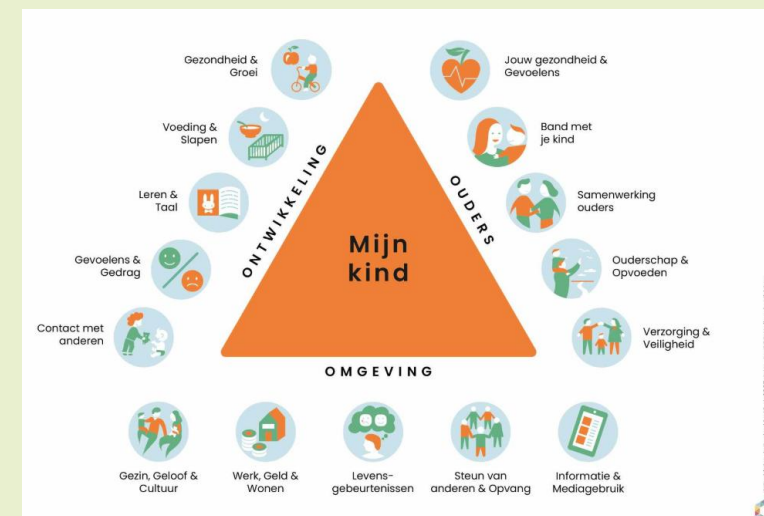 Gezondheid &
Groei
Voeding &
Slapen
Leren &
Taal
Gevoelens &
Gedrag
Contact met
anderen
ONTWIKKELING
Mijn
kind
OUDERS
Jouw gezondheid &
Gevoelens
Band met
je kind
Samenwerking
ouders
Ouderschap &
Opvoeden
Verzorging &
Veiligheid
OMGEVING
Gezin, Geloof &
Cultuur
Werk, Geld &
Wonen
Levens-
gebeurtenissen
Steun van
anderen & Opvang
Informatie &
Mediagebruik